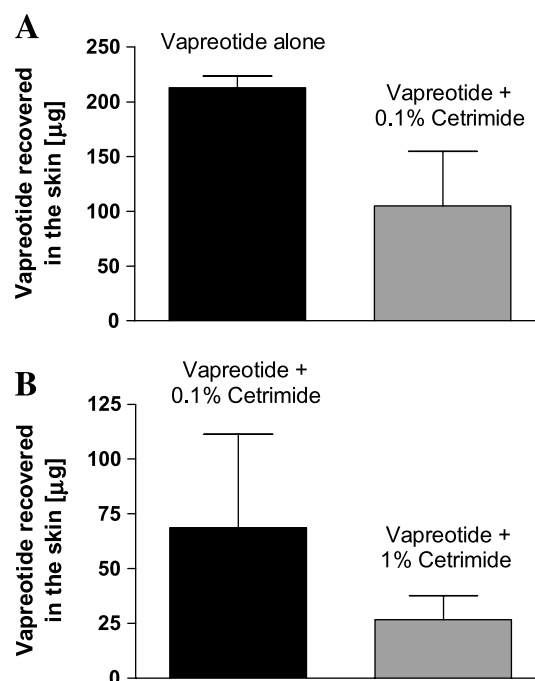 A
Vapreotide alone
Vapreotide +
0.1% Cetrimide
Vapreotide recovered
in the skin [µg]
250
200
150
100
50
0
B
Vapreotide +
0.1% Cetrimide
Vapreotide +
1% Cetrimide
Vapreotide recovered
in the skin [µg]
125
100
75
50
25
0